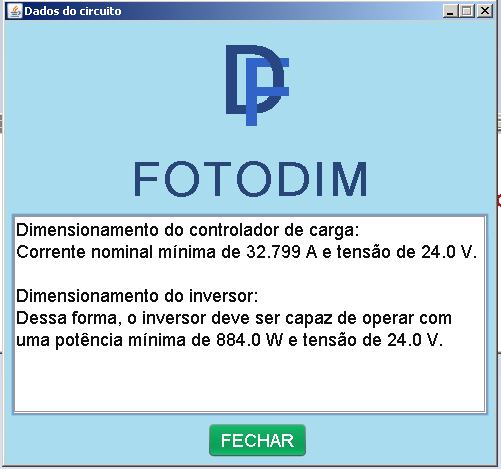 Dados do circuito
DF
FOTODIM
Dimensionamento do controlador de carga:
Corrente nominal mínima de 32.799 A e tensão de 24.0 V.
Dimensionamento do inversor:
Dessa forma, o inversor deve ser capaz de operar com
uma potência mínima de 884.0 W e tensão de 24.0 V.
FECHAR